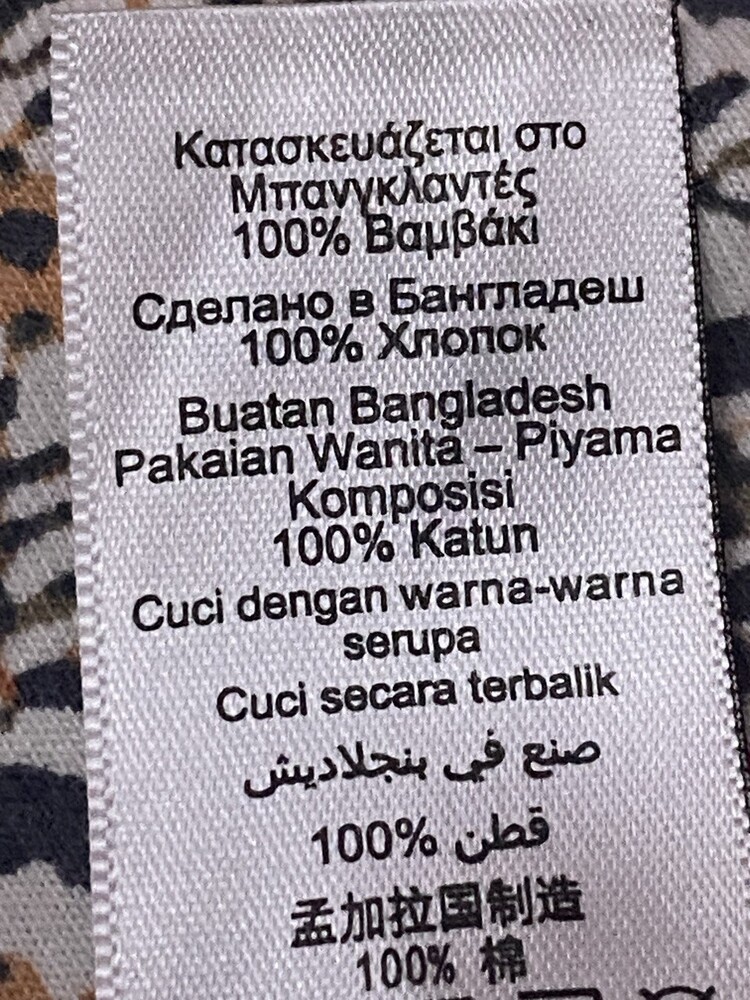 Κατασκευάζεται στο
Μπανγκλαντές
100% Βαμβάκι
Сделано в Бангладеш
100% Хлопок
Buatan Bangladesh
Pakaian Wanita – Piyama
Komposisi
100% Katun
Cuci dengan warna-warna
serupa
Cuci secara terbalik
صنع في بنجلاديش
100% قطن
孟加拉国制造
100% 棉